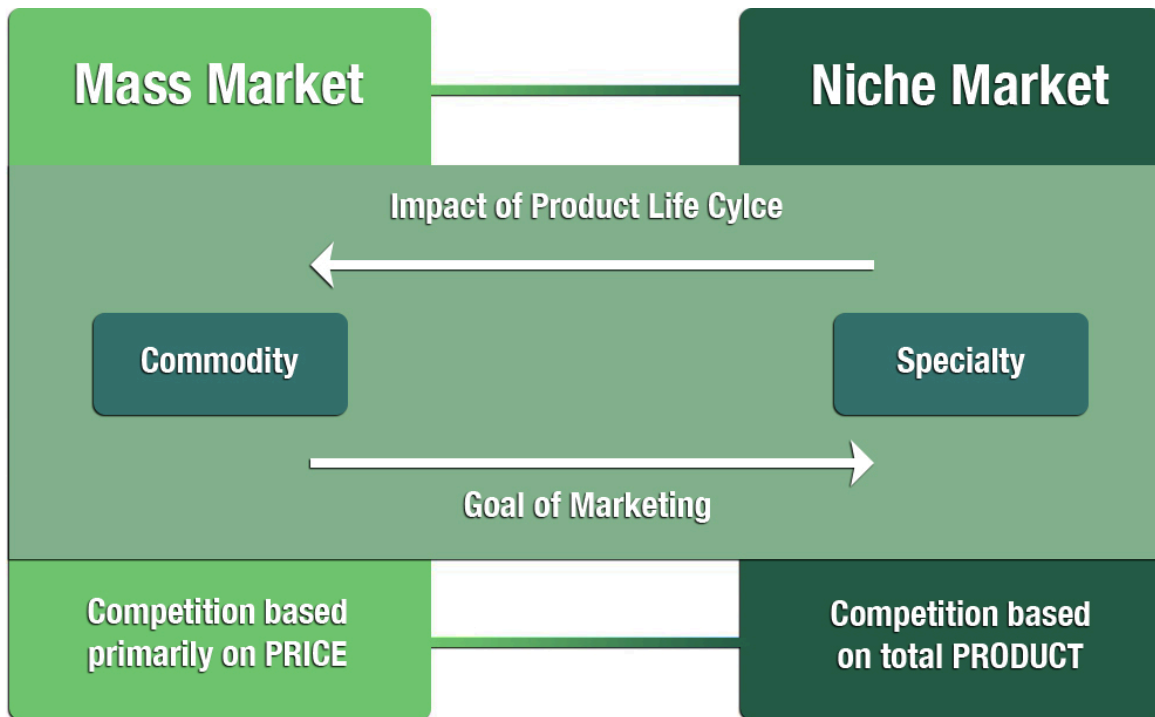 Mass Market
Niche Market
Impact of Product Life Cylce
Commodity
Specialty
Goal of Marketing
Competition based
primarily on PRICE
Competition based
on total PRODUCT